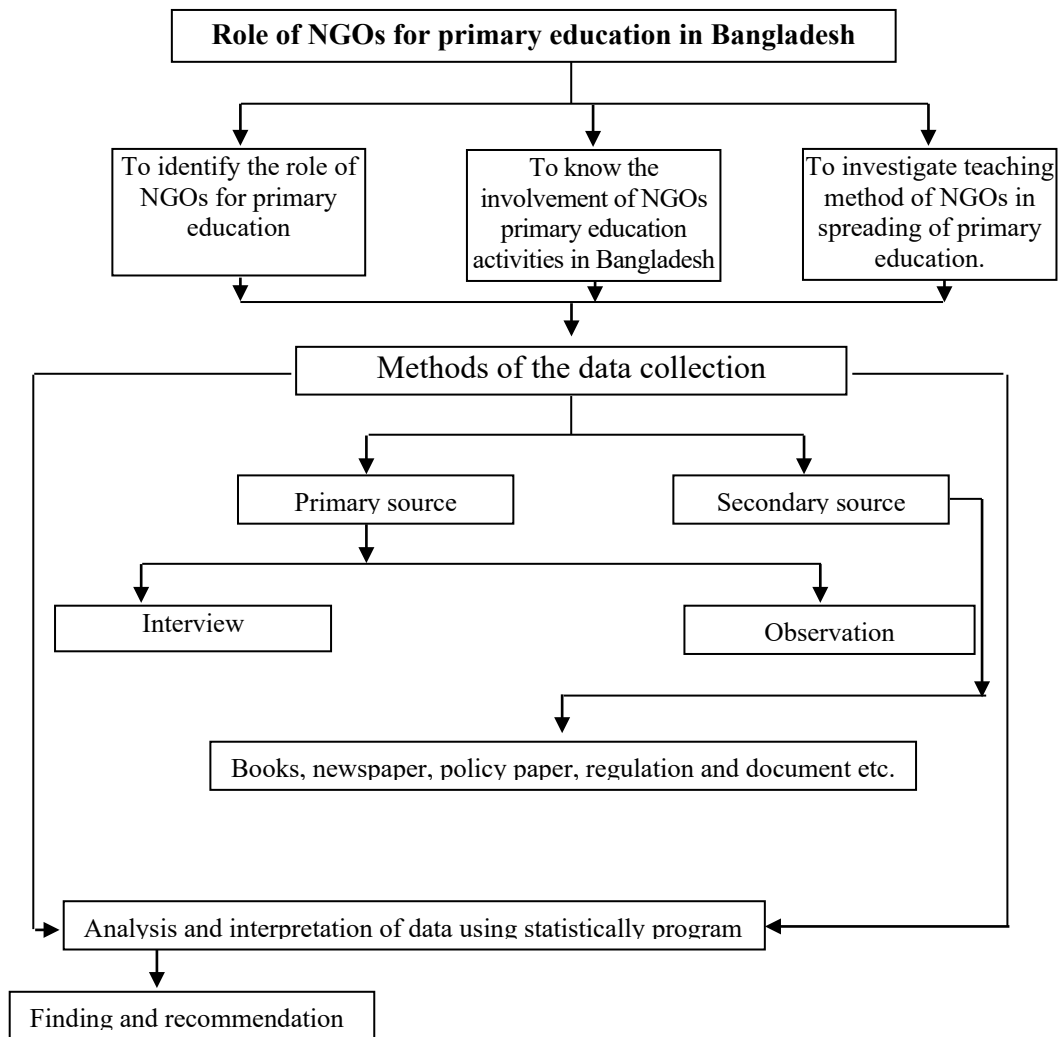 Role of NGOs for primary education in Bangladesh
To identify the role of
NGOs for primary
education
To know the
involvement of NGOs
primary education
activities in Bangladesh
To investigate teaching
method of NGOs in
spreading of primary
education.
Methods of the data collection
Primary source
Secondary source
Interview
Observation
Books, newspaper, policy paper, regulation and document etc.
Analysis and interpretation of data using statistically program
Finding and recommendation